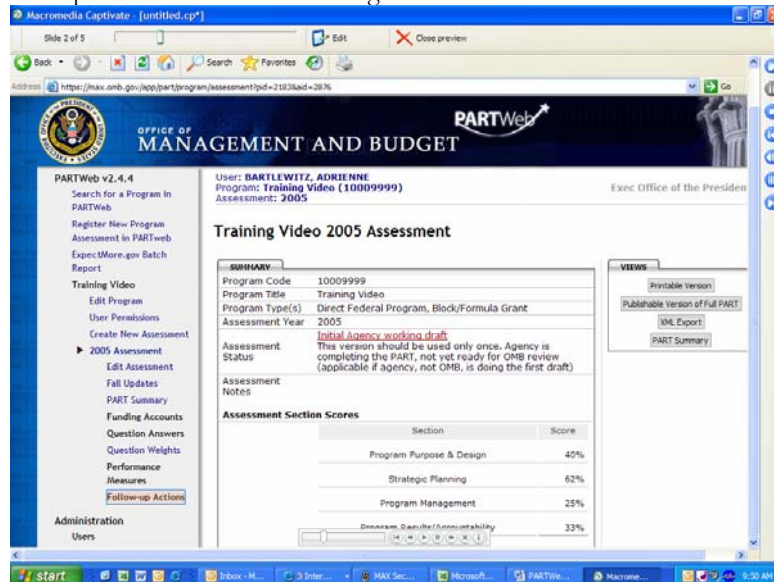 Macromedia Captivate - [untitled.cp*]
Slide 2 of 5 Edit Close preview
Back Search Favorites
Address https://max.omb.gov/app/part/program/assessment?pid=2183&aid=2876 Go
OFFICE OF
MANAGEMENT AND BUDGET
PARTWeb
PARTWeb v2.4.4
Search for a Program in
PARTWeb
Register New Program
Assessment in PARTweb
ExpectMore.gov Batch
Report
Training Video
Edit Program
User Permissions
Create New Assessment
2005 Assessment
Edit Assessment
Fall Updates
PART Summary
Funding Accounts
Question Answers
Question Weights
Performance
Measures
Follow-up Actions
Administration
Users
User: BARTLEWITZ, ADRIENNE
Program: Training Video (10009999)
Assessment: 2005
Exec Office of the Presiden
Training Video 2005 Assessment
SUMMARY
Program Code 10009999
Program Title Training Video
Program Type(s) Direct Federal Program, Block/Formula Grant
Assessment Year 2005
Assessment Status Initial Agency working draft
This version should be used only once. Agency is
completing the PART, not yet ready for OMB review
(applicable if agency, not OMB, is doing the first draft)
Assessment
Notes
Assessment Section Scores
Section Score
Program Purpose & Design 40%
Strategic Planning 62%
Program Management 25%
Program Results/Accountability 33%
VIEWS
Printable Version
Publishable Version of Full PART
XML Export
PART Summary
start Inbox - M... 3 Inter... MAX Sec... Microsoft... PARTWe... Macrome... 9:50 AM